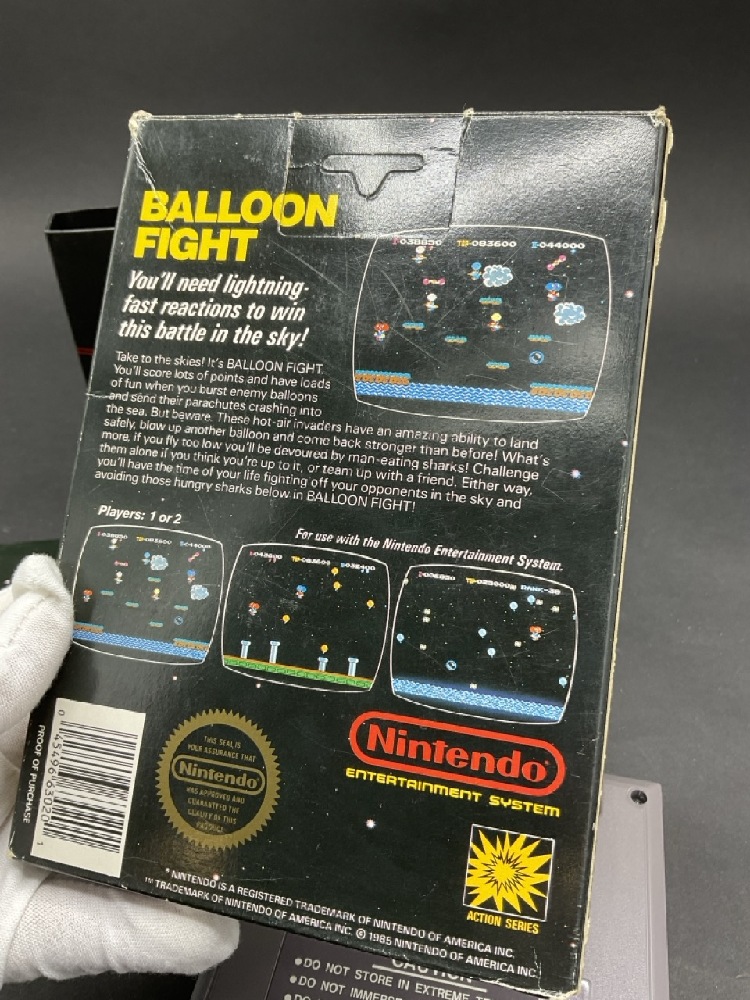 BALLOON
FIGHT
You'll need lightning-
fast reactions to win
this battle in the sky!
Take to the skies! It's BALLOON FIGHT.
You'll score lots of points and have loads
of fun when you burst enemy balloons
and send their parachutes crashing into
the sea. But beware. These hot-air invaders have an amazing ability to land
safely, blow up another balloon and come back stronger than before! What's
more, if you fly too low you'll be devoured by man-eating sharks! Challenge
them alone if you think you're up to it, or team up with a friend. Either way,
you'll have the time of your life fighting off your opponents in the sky and
avoiding those hungry sharks below in BALLOON FIGHT!
I-038850 TOP-083600 II-044000
Players: 1 or 2
For use with the Nintendo Entertainment System.
PROOF OF PURCHASE
0 45496 63020 1
THIS SEAL IS
YOUR ASSURANCE THAT
Nintendo
HAS APPROVED AND
GUARANTEED THE
QUALITY OF THIS
PRODUCT
Nintendo®
ENTERTAINMENT SYSTEM
ACTION SERIES
* NINTENDO IS A REGISTERED TRADEMARK OF NINTENDO OF AMERICA INC.
™ TRADEMARK OF NINTENDO OF AMERICA INC. © 1985 NINTENDO OF AMERICA INC.
CAUTION
• DO NOT STORE IN EXTREME
• DO NOT IMMERSE
• DO